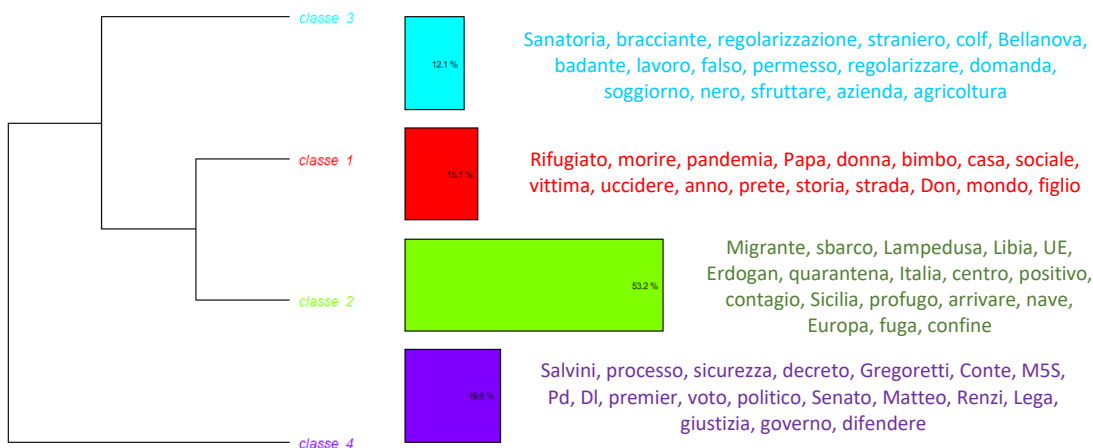 classe 3
12.1 %
Sanatoria, bracciante, regolarizzazione, straniero, colf, Bellanova,
badante, lavoro, falso, permesso, regolarizzare, domanda,
soggiorno, nero, sfruttare, azienda, agricoltura
classe 1
15.1 %
Rifugiato, morire, pandemia, Papa, donna, bimbo, casa, sociale,
vittima, uccidere, anno, prete, storia, strada, Don, mondo, figlio
classe 2
53.2 %
Migrante, sbarco, Lampedusa, Libia, UE,
Erdogan, quarantena, Italia, centro, positivo,
contagio, Sicilia, profugo, arrivare, nave,
Europa, fuga, confine
classe 4
19.6 %
Salvini, processo, sicurezza, decreto, Gregoretti, Conte, M5S,
Pd, Dl, premier, voto, politico, Senato, Matteo, Renzi, Lega,
giustizia, governo, difendere